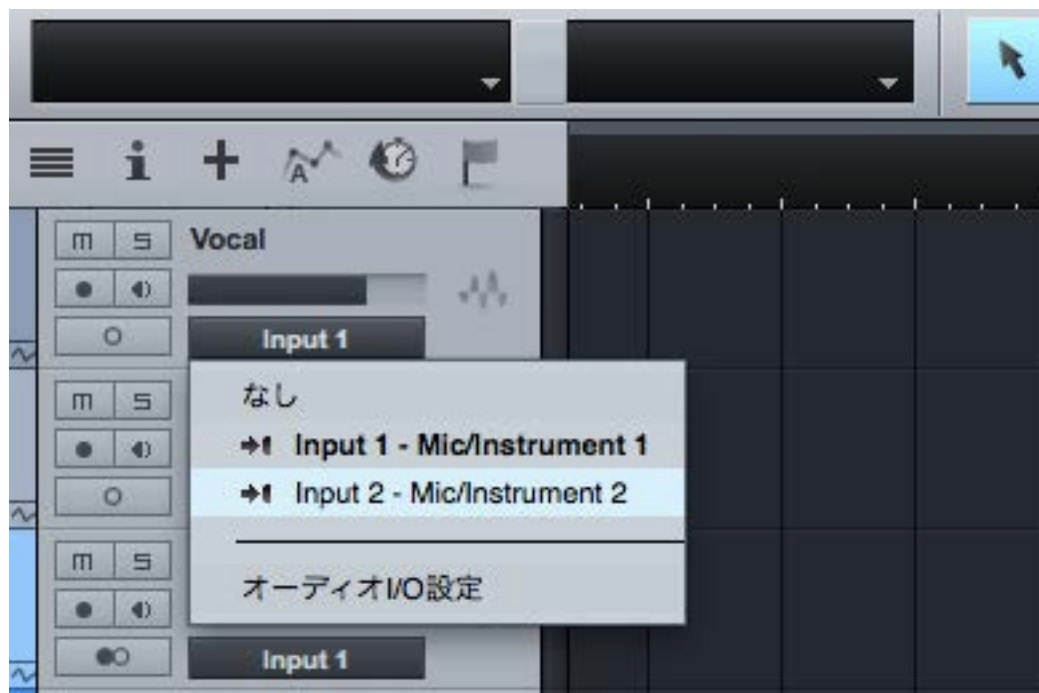 i
A
m S Vocal
Input 1
なし
m S
Input 1 - Mic/Instrument 1
Input 2 - Mic/Instrument 2
m S
オーディオI/O設定
Input 1